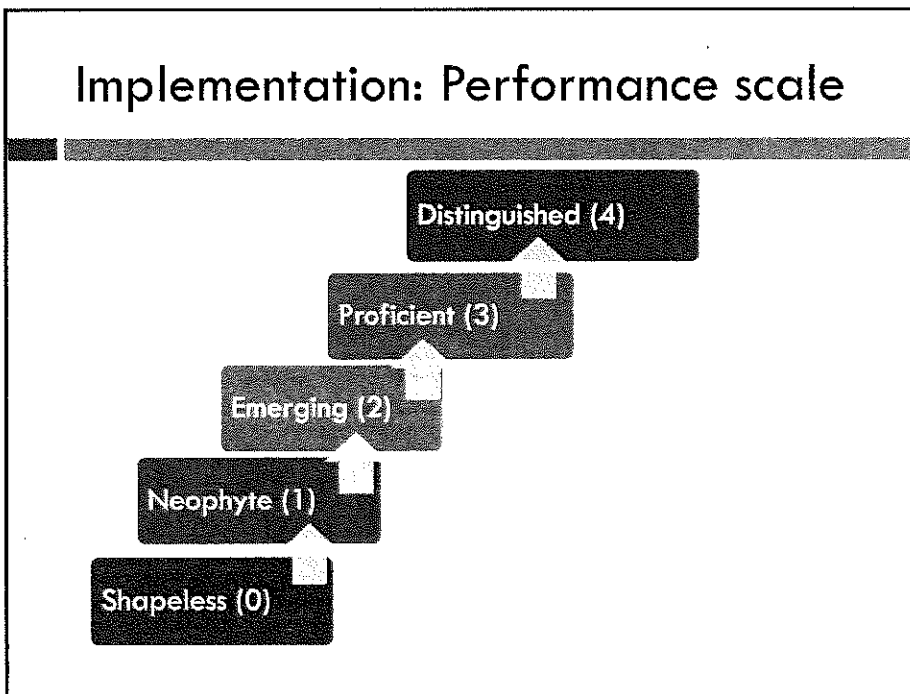 Implementation: Performance scale
Distinguished (4)
Proficient (3)
Emerging (2)
Neophyte (1)
Shapeless (0)